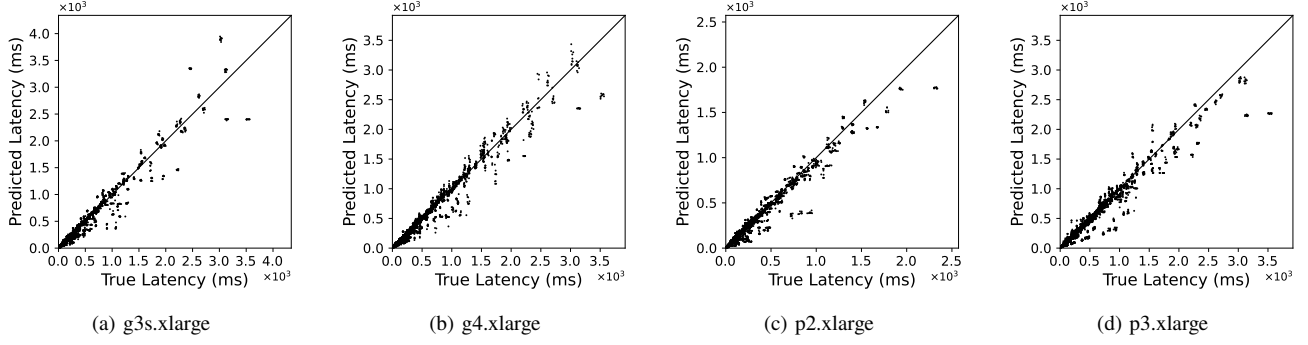 ×10³
4.0
3.5
3.0
2.5
2.0
1.5
1.0
0.5
0.0
Predicted Latency (ms)
0.0 0.5 1.0 1.5 2.0 2.5 3.0 3.5 4.0
True Latency (ms) ×10³
(a) g3s.xlarge
×10³
3.5
3.0
2.5
2.0
1.5
1.0
0.5
0.0
Predicted Latency (ms)
0.0 0.5 1.0 1.5 2.0 2.5 3.0 3.5
True Latency (ms) ×10³
(b) g4.xlarge
×10³
2.5
2.0
1.5
1.0
0.5
0.0
Predicted Latency (ms)
0.0 0.5 1.0 1.5 2.0 2.5
True Latency (ms) ×10³
(c) p2.xlarge
×10³
3.5
3.0
2.5
2.0
1.5
1.0
0.5
0.0
Predicted Latency (ms)
0.0 0.5 1.0 1.5 2.0 2.5 3.0 3.5
True Latency (ms) ×10³
(d) p3.xlarge